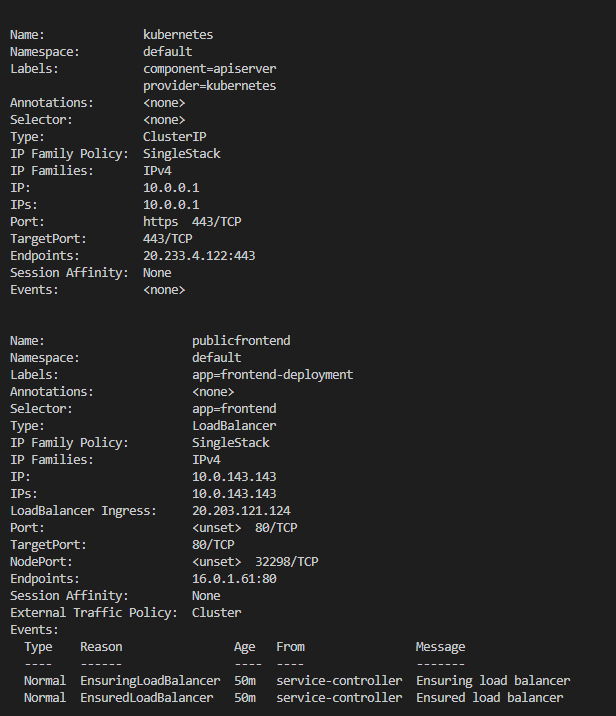 Name:              kubernetes
Namespace:         default
Labels:            component=apiserver
                   provider=kubernetes
Annotations:       <none>
Selector:          <none>
Type:              ClusterIP
IP Family Policy:  SingleStack
IP Families:       IPv4
IP:                10.0.0.1
IPs:               10.0.0.1
Port:              https  443/TCP
TargetPort:        443/TCP
Endpoints:         20.233.4.122:443
Session Affinity:  None
Events:            <none>

Name:                     publicfrontend
Namespace:                default
Labels:                   app=frontend-deployment
Annotations:              <none>
Selector:                 app=frontend
Type:                     LoadBalancer
IP Family Policy:         SingleStack
IP Families:              IPv4
IP:                       10.0.143.143
IPs:                      10.0.143.143
LoadBalancer Ingress:     20.203.121.124
Port:                     <unset>  80/TCP
TargetPort:               80/TCP
NodePort:                 <unset>  32298/TCP
Endpoints:                16.0.1.61:80
Session Affinity:         None
External Traffic Policy:  Cluster
Events:
  Type    Reason                Age   From                Message
  ----    ------                ----  ----                -------
  Normal  EnsuringLoadBalancer  50m   service-controller  Ensuring load balancer
  Normal  EnsuredLoadBalancer   50m   service-controller  Ensured load balancer